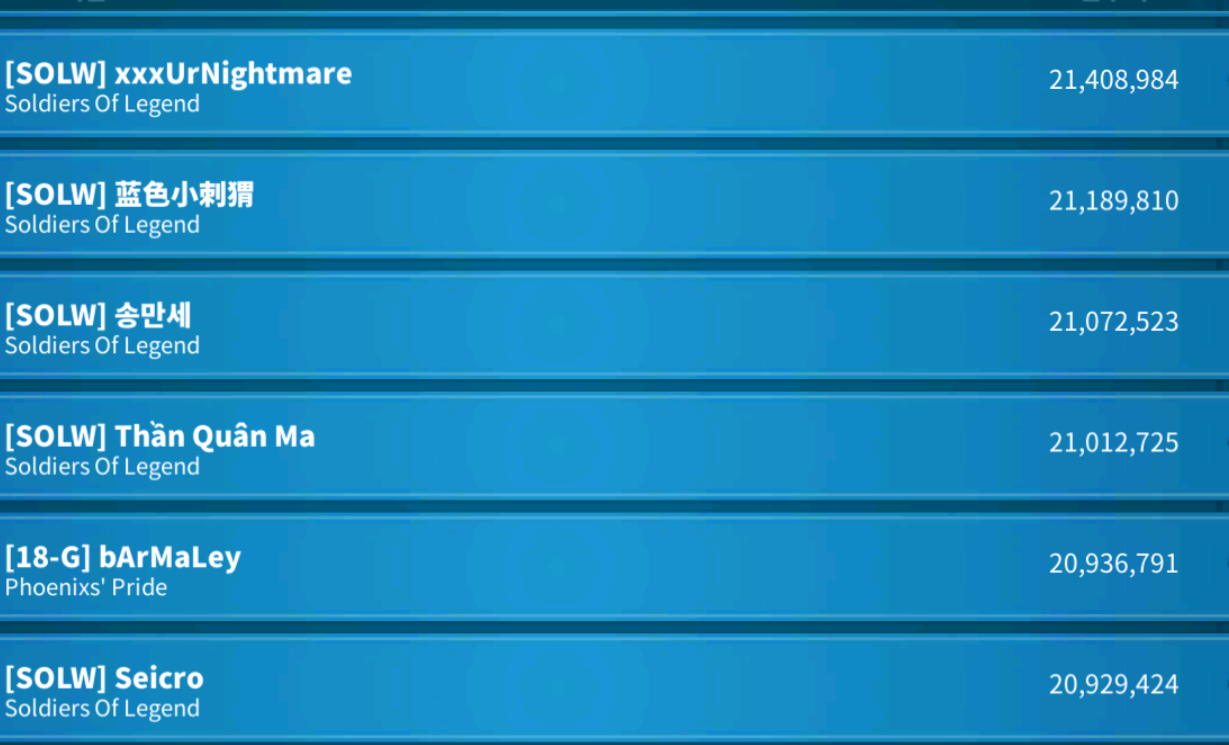 [SOLW] xxxUrNightmare
21,408,984
Soldiers Of Legend
[SOLW] 蓝色小刺猬
21,189,810
Soldiers Of Legend
[SOLW] 송만세
21,072,523
Soldiers Of Legend
[SOLW] Thần Quân Ma
21,012,725
Soldiers Of Legend
[18-G] bArMaLey
20,936,791
Phoenixs' Pride
[SOLW] Seicro
20,929,424
Soldiers Of Legend